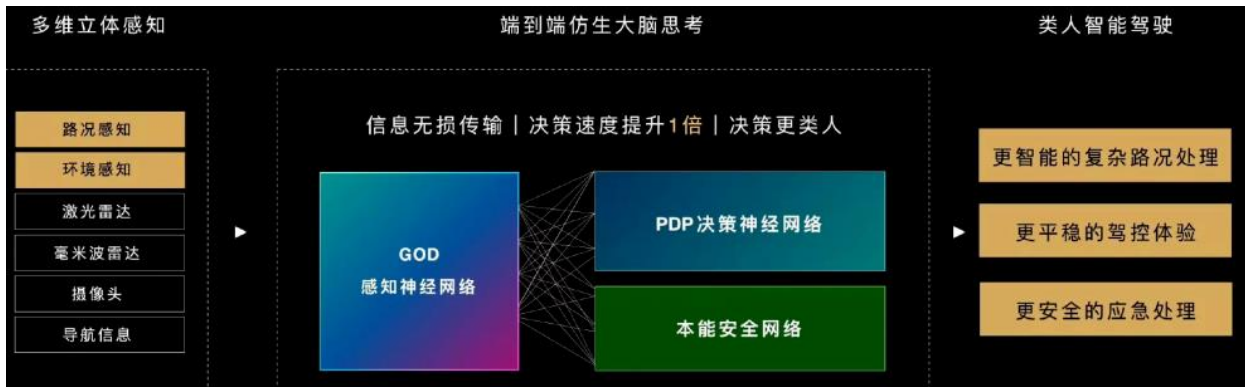 多维立体感知
端到端仿生大脑思考
类人智能驾驶
路况感知
环境感知
激光雷达
毫米波雷达
摄像头
导航信息
信息无损传输｜决策速度提升1倍｜决策更类人
GOD
感知神经网络
PDP决策神经网络
本能安全网络
更智能的复杂路况处理
更平稳的驾控体验
更安全的应急处理